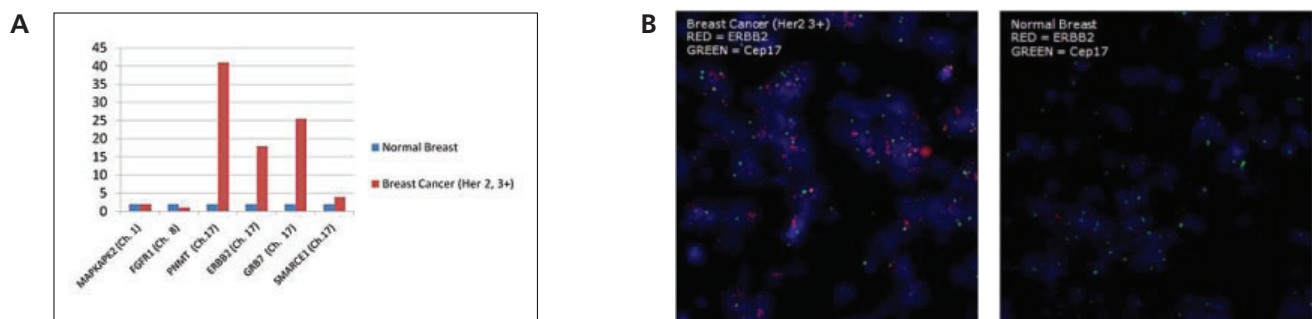 A
45
40
35
30
25
20
15
10
5
0
MAPKAPK2 (Ch. 1)
FGFR1 (Ch. 8)
PNMT (Ch.17)
ERBB2 (Ch. 17)
GRB7 (Ch. 17)
SMARCE1 (Ch.17)
Normal Breast
Breast Cancer (Her 2, 3+)
B
Breast Cancer (Her2 3+)
RED = ERBB2
GREEN = Cep17
Normal Breast
RED = ERBB2
GREEN = Cep17